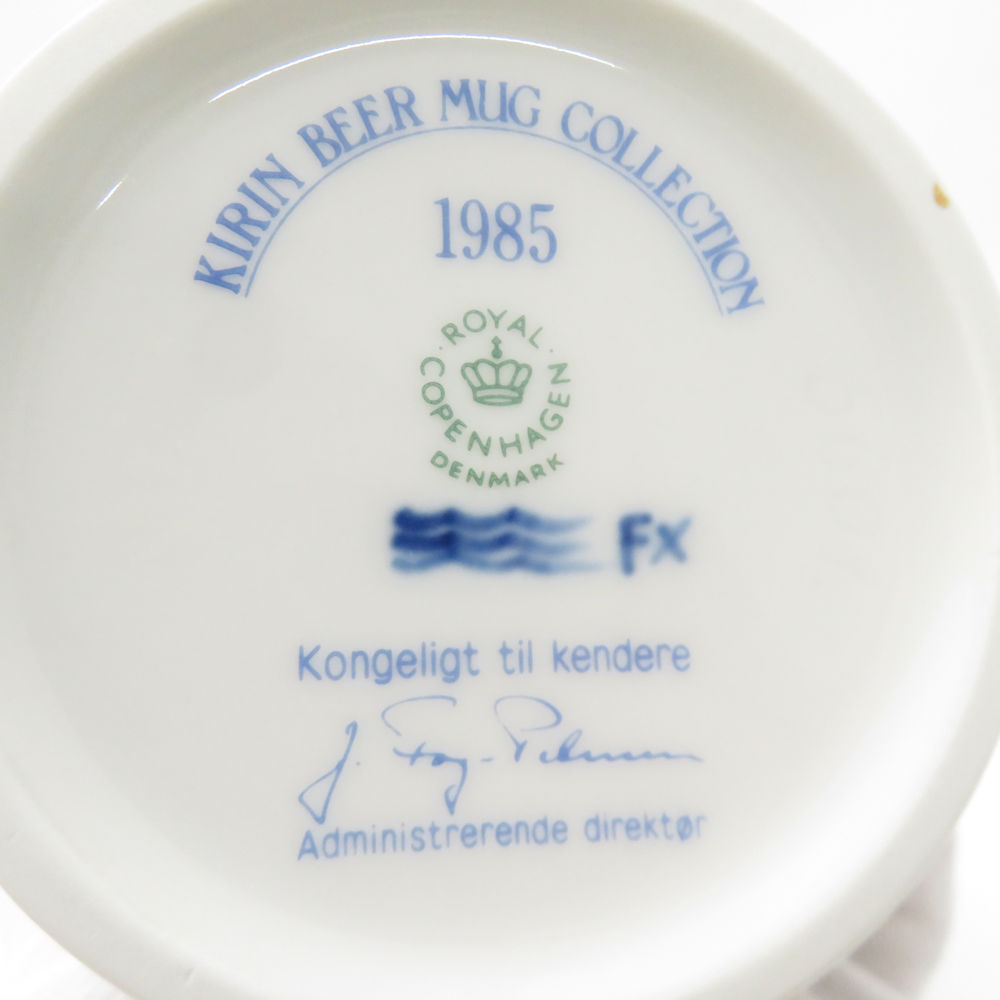 KIRIN BEER MUG COLLECTION
1985
ROYAL
COPENHAGEN
DENMARK
FX
Kongeligt til kendere
J.
Administrerende direktør